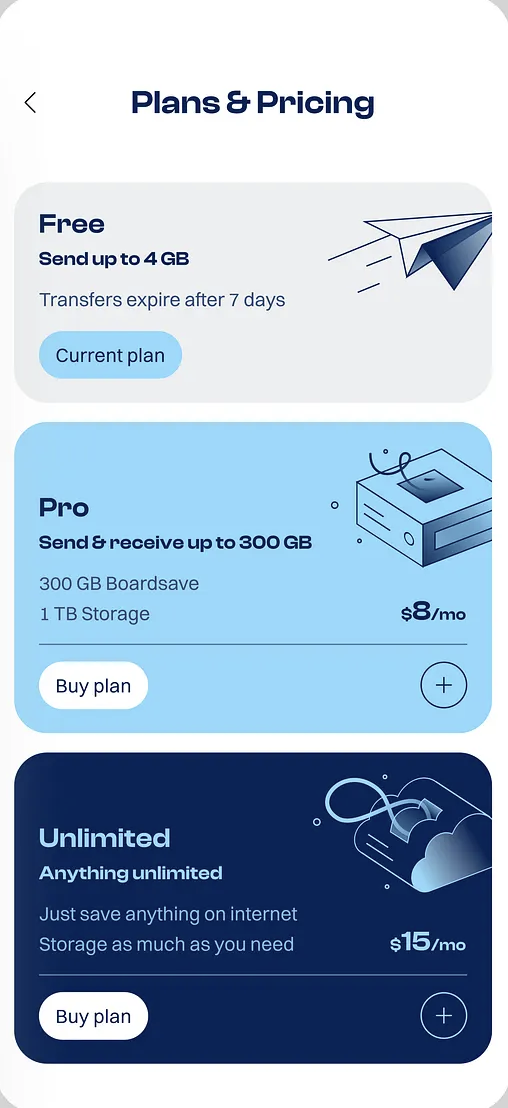 Plans & Pricing
Free
Send up to 4 GB
Transfers expire after 7 days
Current plan
Pro
Send & receive up to 300 GB
300 GB Boardsave
1 TB Storage
$8/mo
Buy plan
Unlimited
Anything unlimited
Just save anything on internet
Storage as much as you need
$15/mo
Buy plan